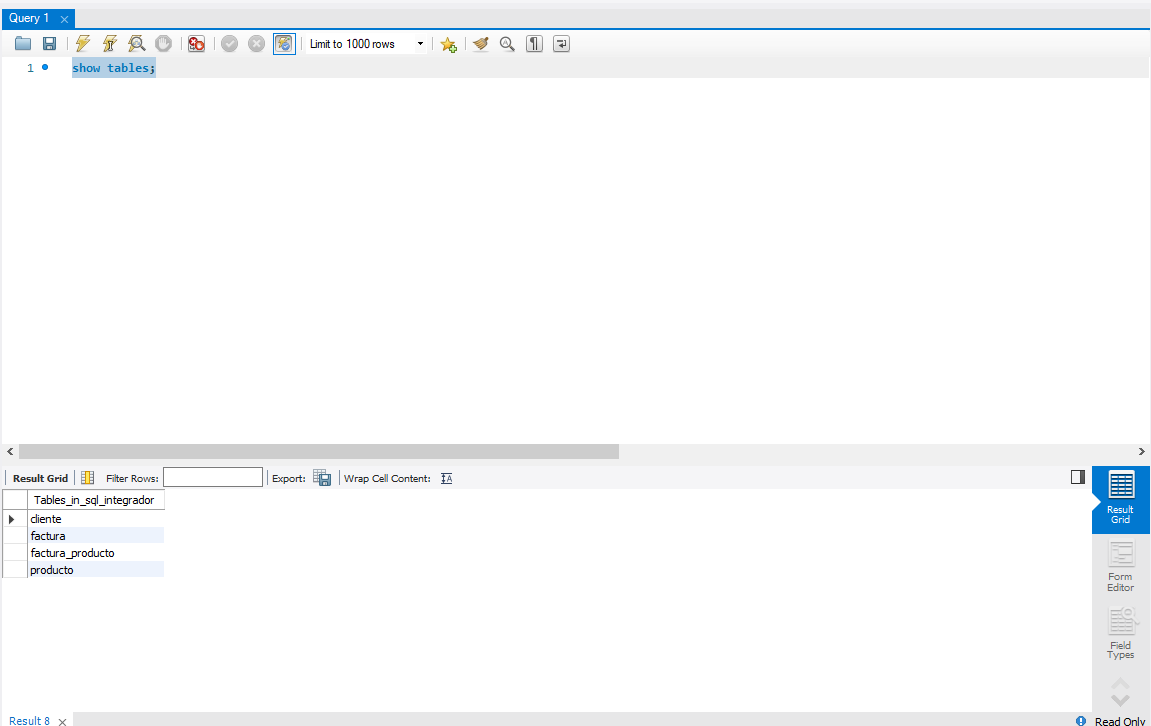 Query 1
Limit to 1000 rows
1 show tables;
Result Grid Filter Rows: Export: Wrap Cell Content:
Tables_in_sql_integrador
cliente
factura
factura_producto
producto
Result
Grid
Form
Editor
Field
Types
Result 8
Read Only